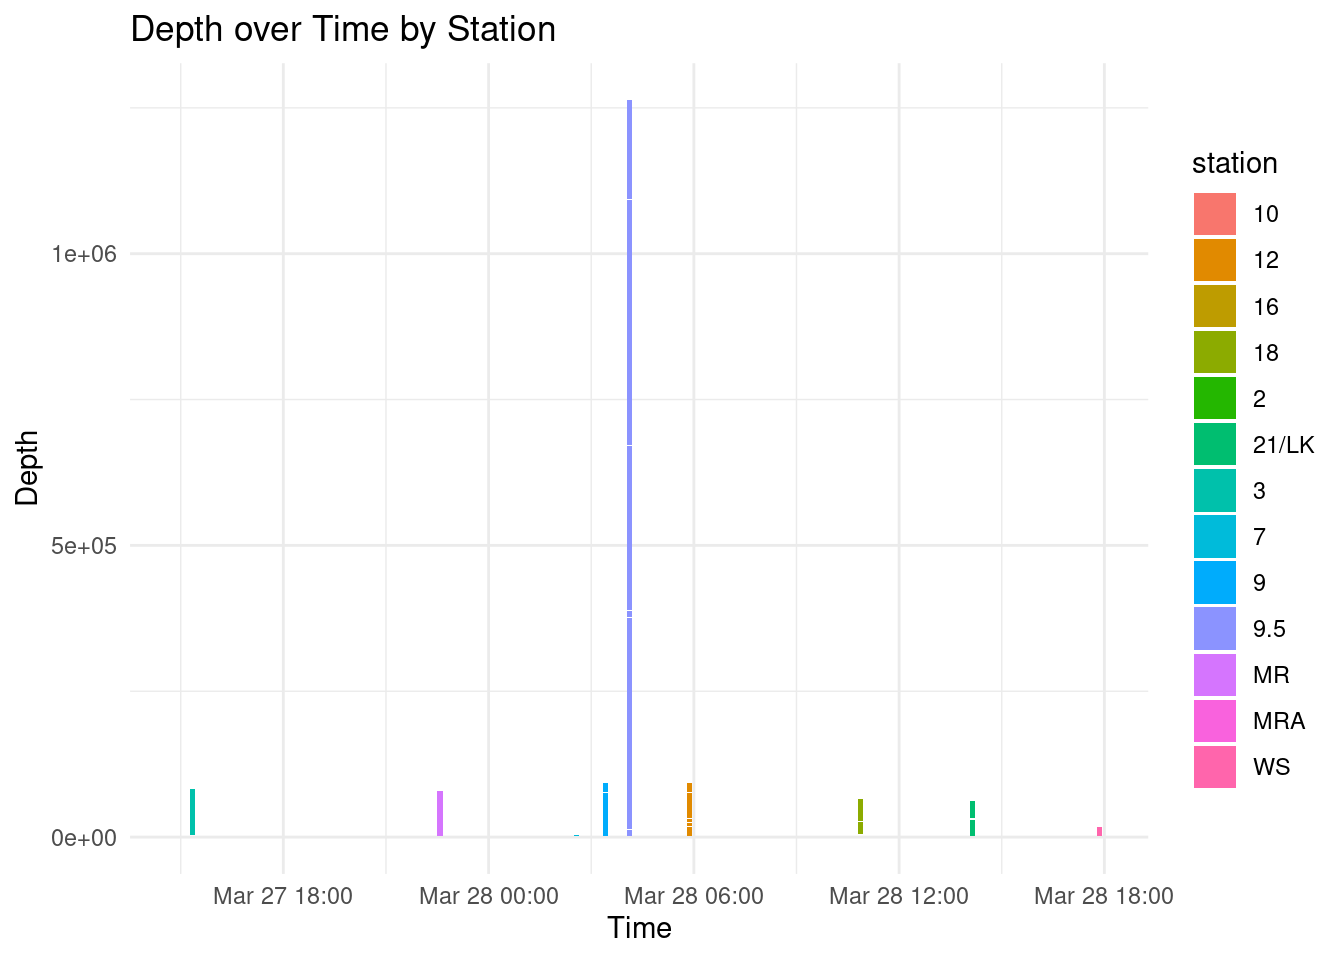 Depth over Time by Station
Depth
1e+06
5e+05
0e+00
Mar 27 18:00
Mar 28 00:00
Mar 28 06:00
Mar 28 12:00
Mar 28 18:00
Time
station
10
12
16
18
2
21/LK
3
7
9
9.5
MR
MRA
WS